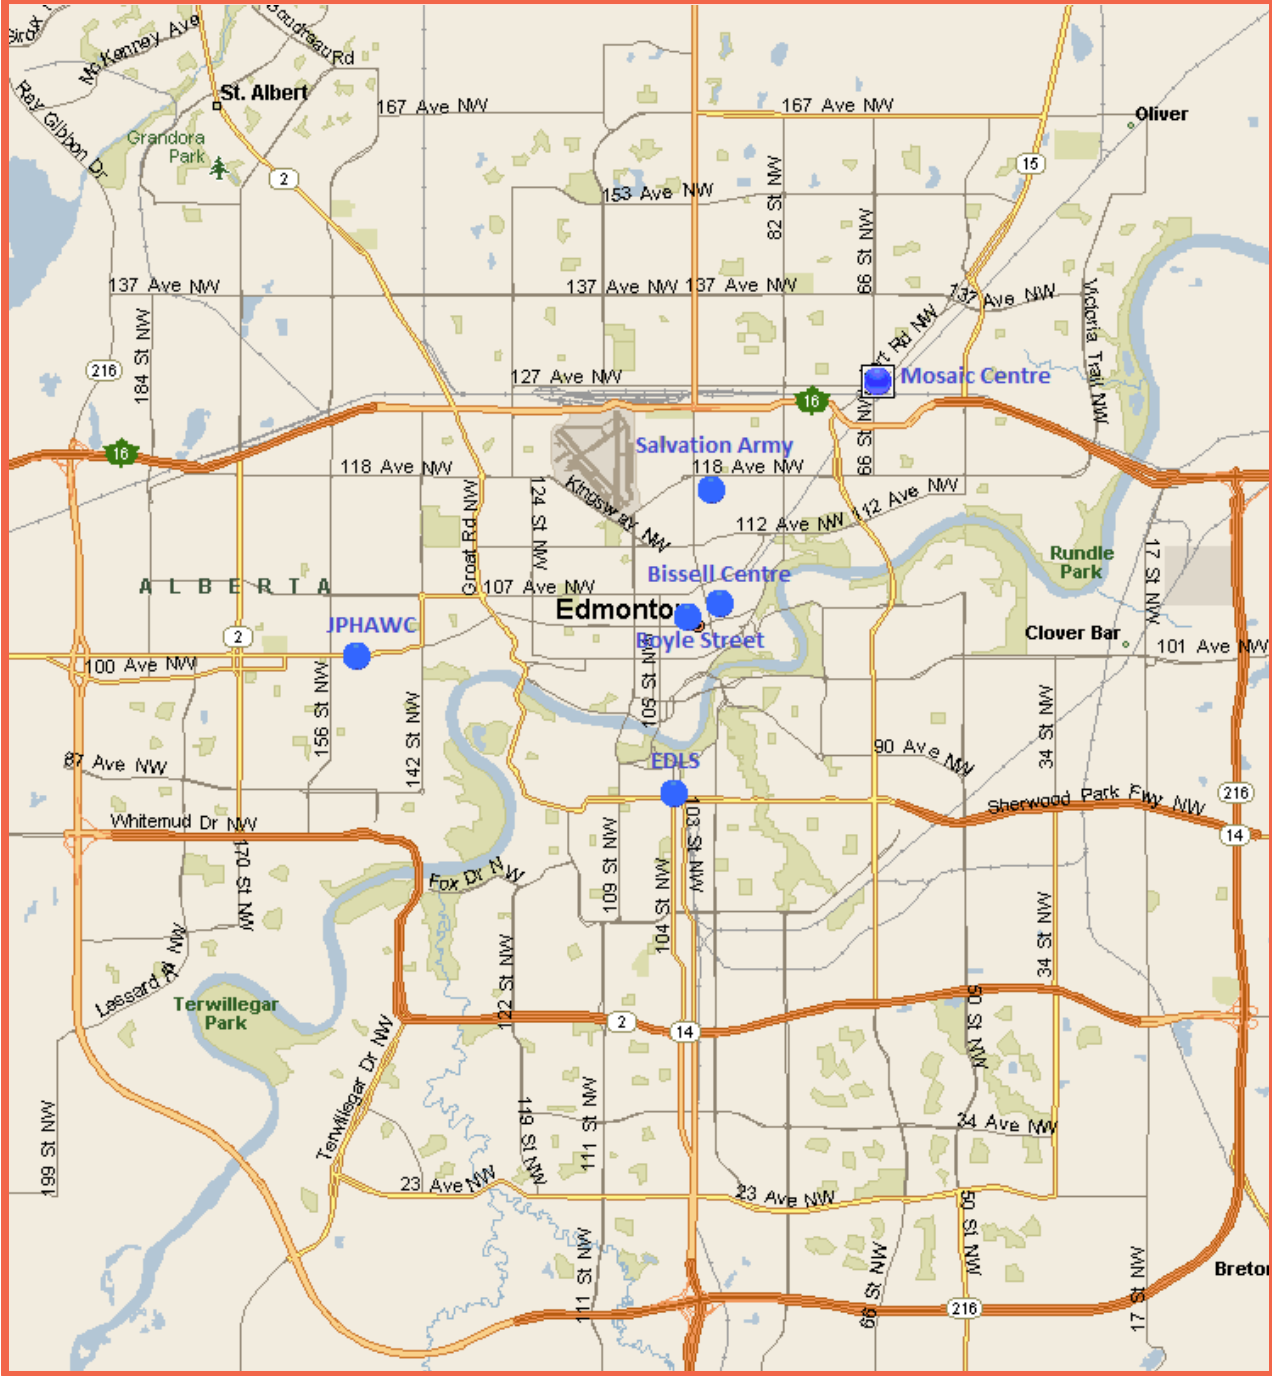 McKenney Ave
Boudreau Rd
Ray Gibbon Dr
St. Albert
Grandora
Park
2
167 Ave NW
167 Ave NW
Oliver
15
153 Ave NW
82 St NW
66 St NW
137 Ave NW
137 Ave NW
137 Ave NW
137 Ave NW
Victoria Trail NW
184 St NW
216
127 Ave NW
Rd NW
Mosaic Centre
16
16
66 St NW
Salvation Army
118 Ave NW
118 Ave NW
Kingsway NW
Groat Rd NW
124 St NW
112 Ave NW
112 Ave NW
Rundle
Park
17 St NW
ALBERTA
107 Ave NW
Bissell Centre
Edmonto
Boyle Street
JPHAWC
2
100 Ave NW
Clover Bar
101 Ave NW
156 St NW
142 St NW
105 St NW
34 St NW
87 Ave NW
EDLS
90 Ave NW
216
Sherwood Park Fwy NW
14
Whitemud Dr NW
103 St NW
170 St NW
Fox Dr NW
109 St NW
104 St NW
34 St NW
Lessard
NW
122 St NW
Terwillegar
Park
2
14
50 St NW
Terwillegar Dr NW
199 St NW
119 St NW
111 St NW
34 Ave NW
23 Ave NW
23 Ave NW
50 St NW
111 St NW
99 St NW
17 St NW
216
Breton